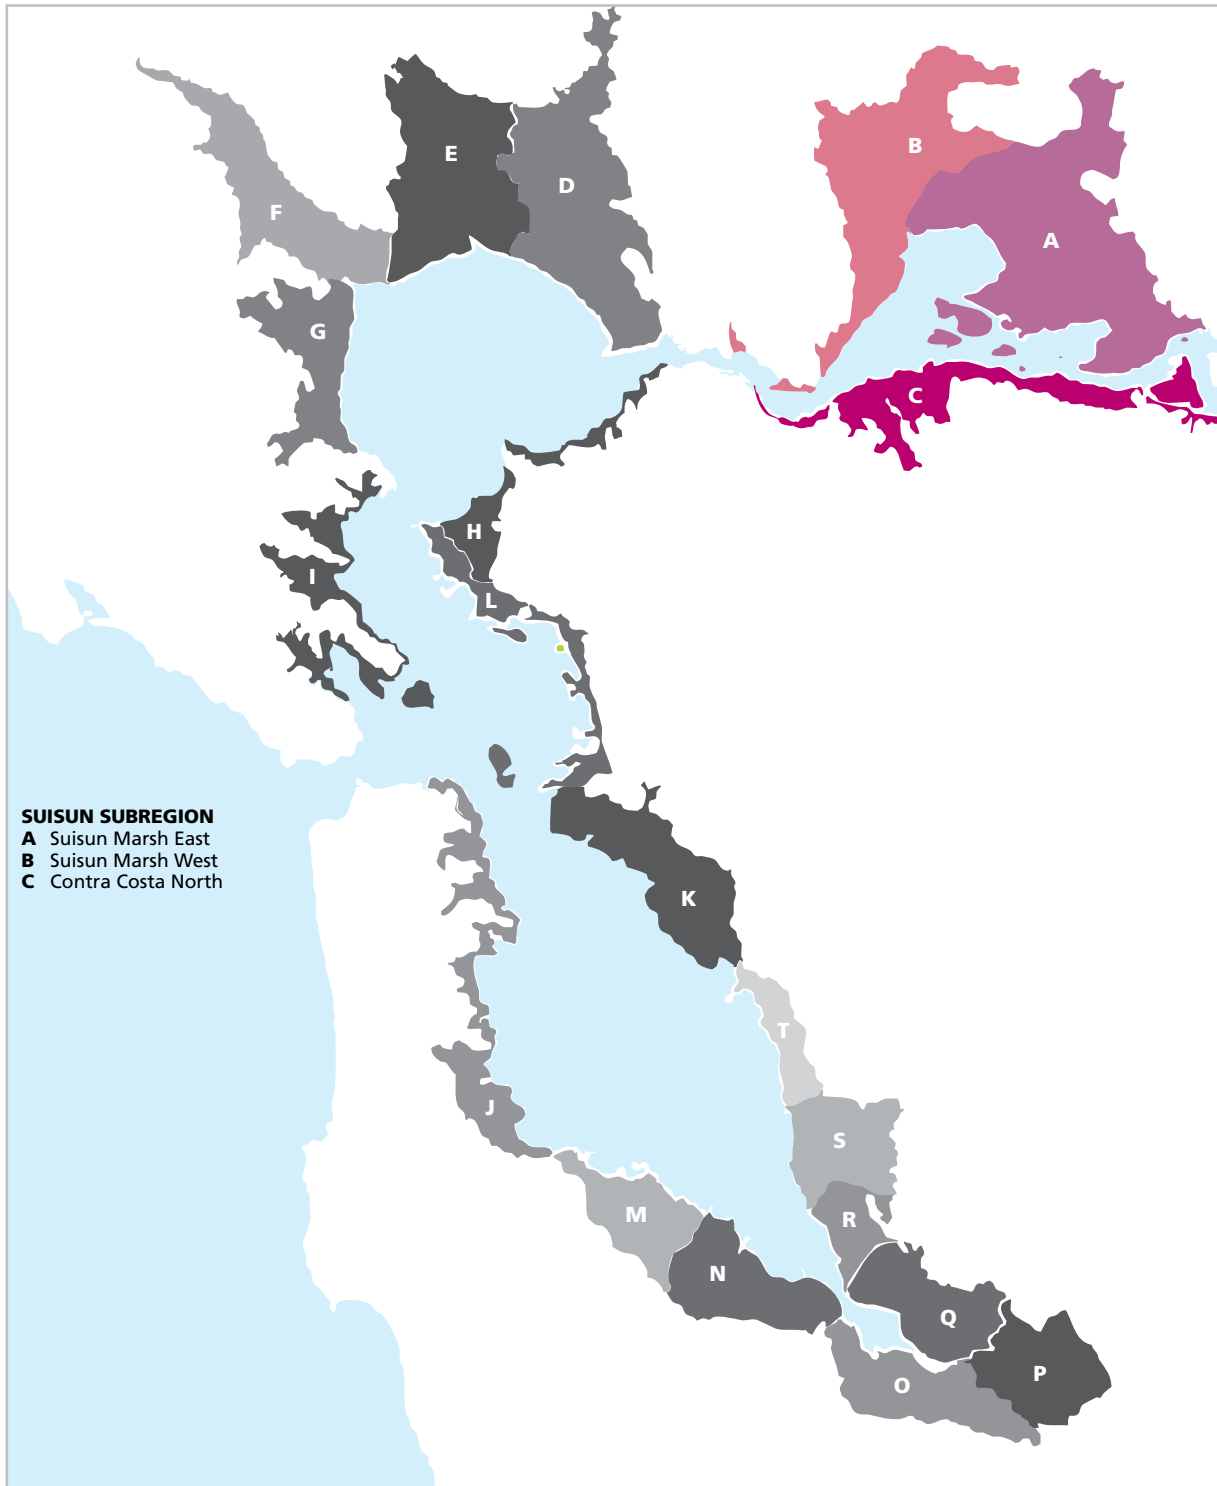 E
B
D
F
A
G
C
H
I
L
SUISUN SUBREGION
A Suisun Marsh East
B Suisun Marsh West
C Contra Costa North
K
T
J
S
M
R
N
Q
P
O